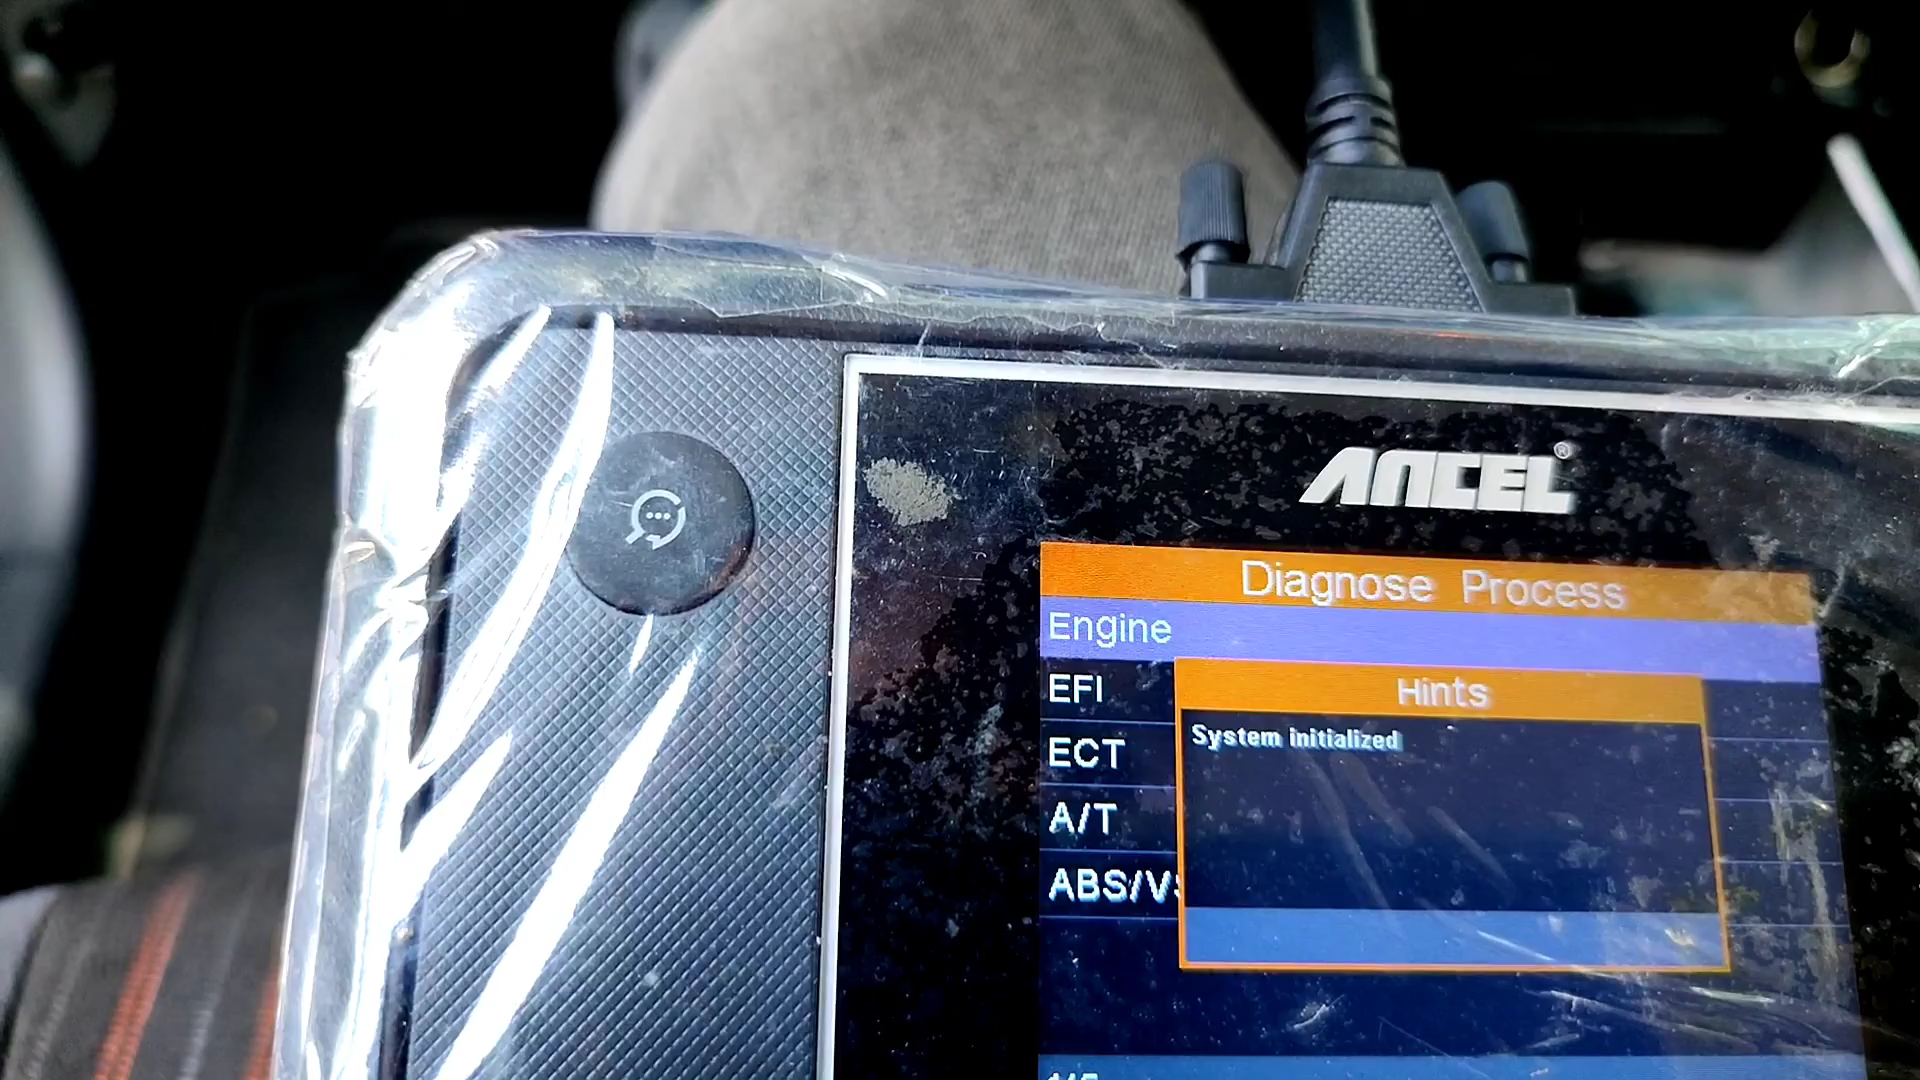 ANCEL®
Diagnose Process
Engine
EFI
Hints
System initialized
ECT
A/T
ABS/VS